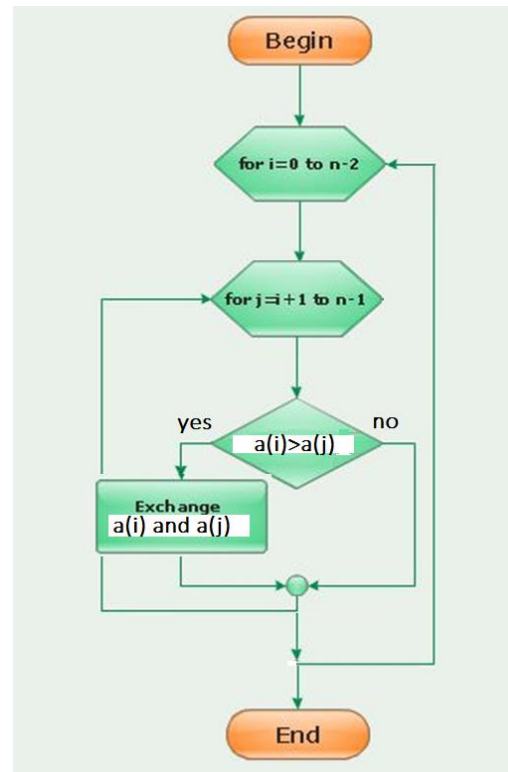 Begin
for i=0 to n-2
for j=i+1 to n-1
yes
no
a(i)>a(j)
Exchange
a(i) and a(j)
End